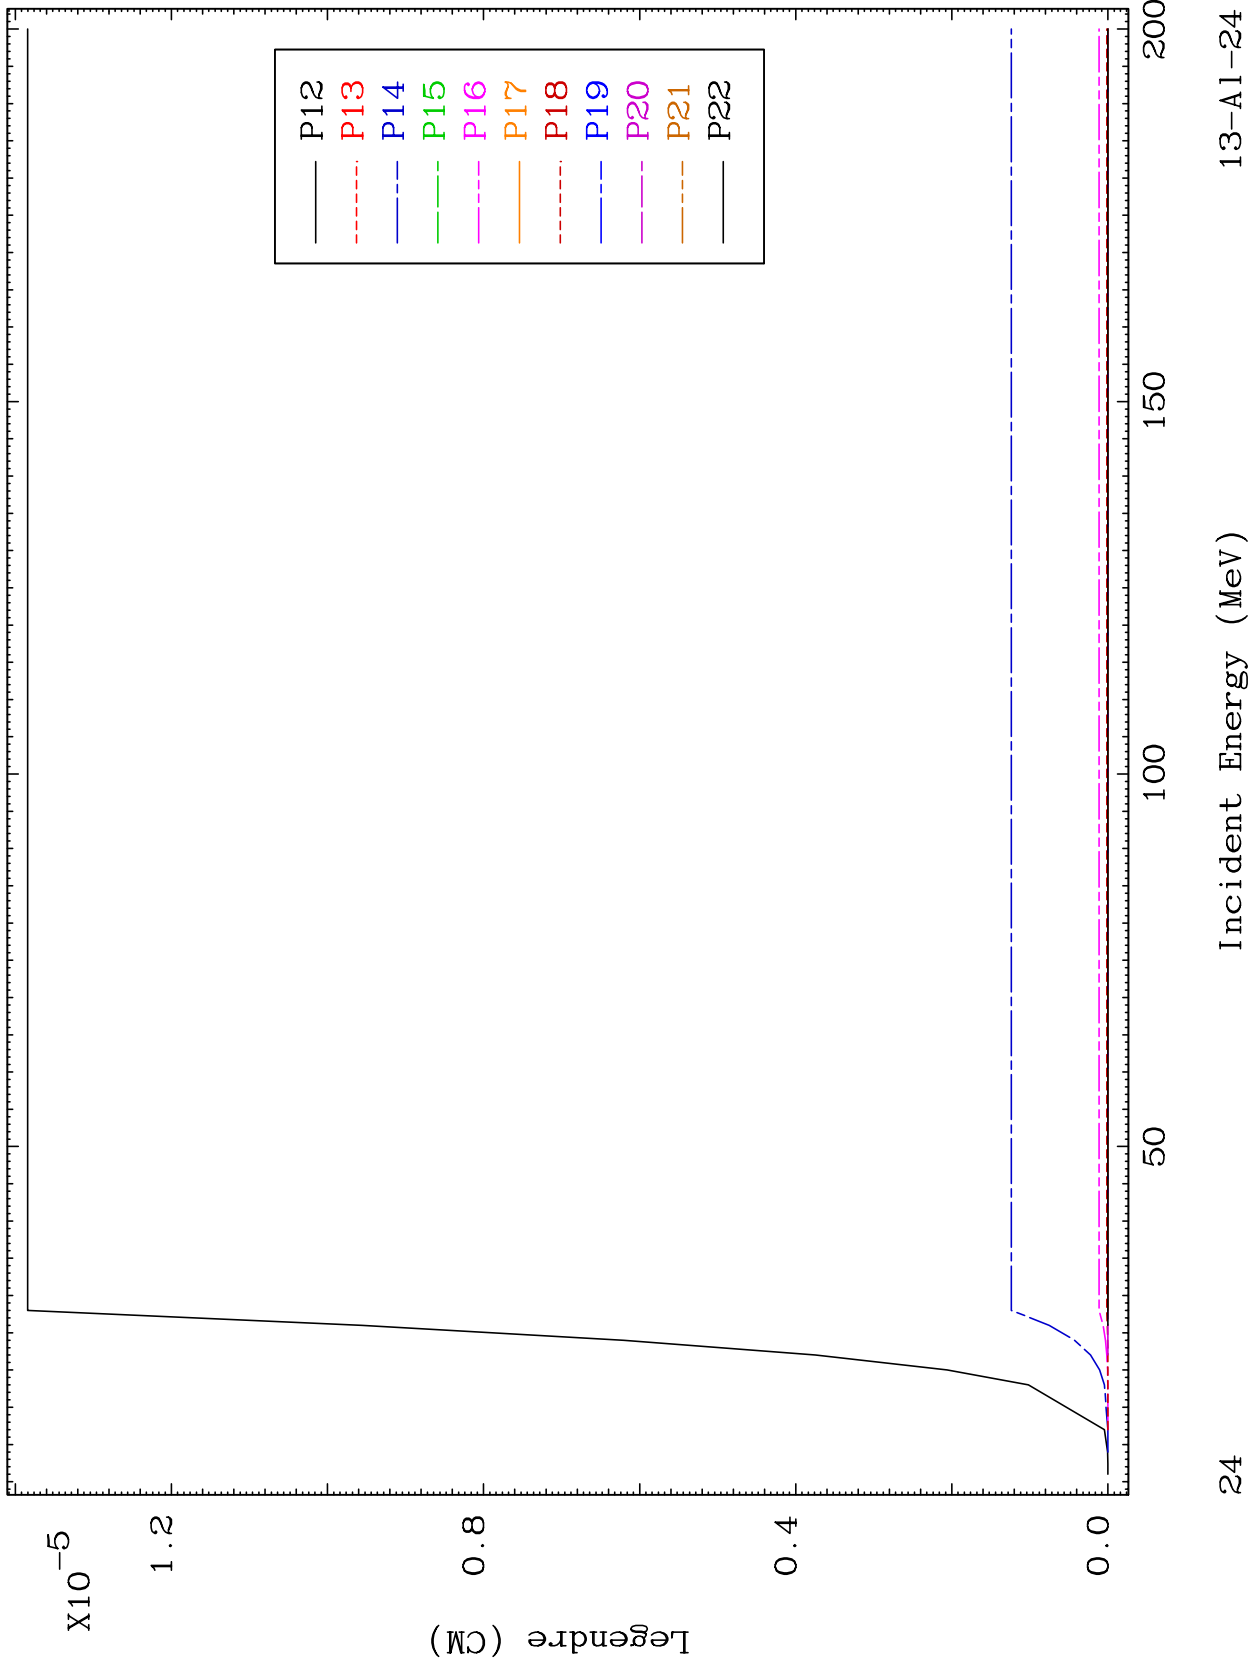 X10-5
1.2
0.8
0.4
0.0
Legendre (CM)
P12
P13
P14
P15
P16
P17
P18
P19
P20
P21
P22
50
100
150
200
Incident Energy (MeV)
24
13-Al-24